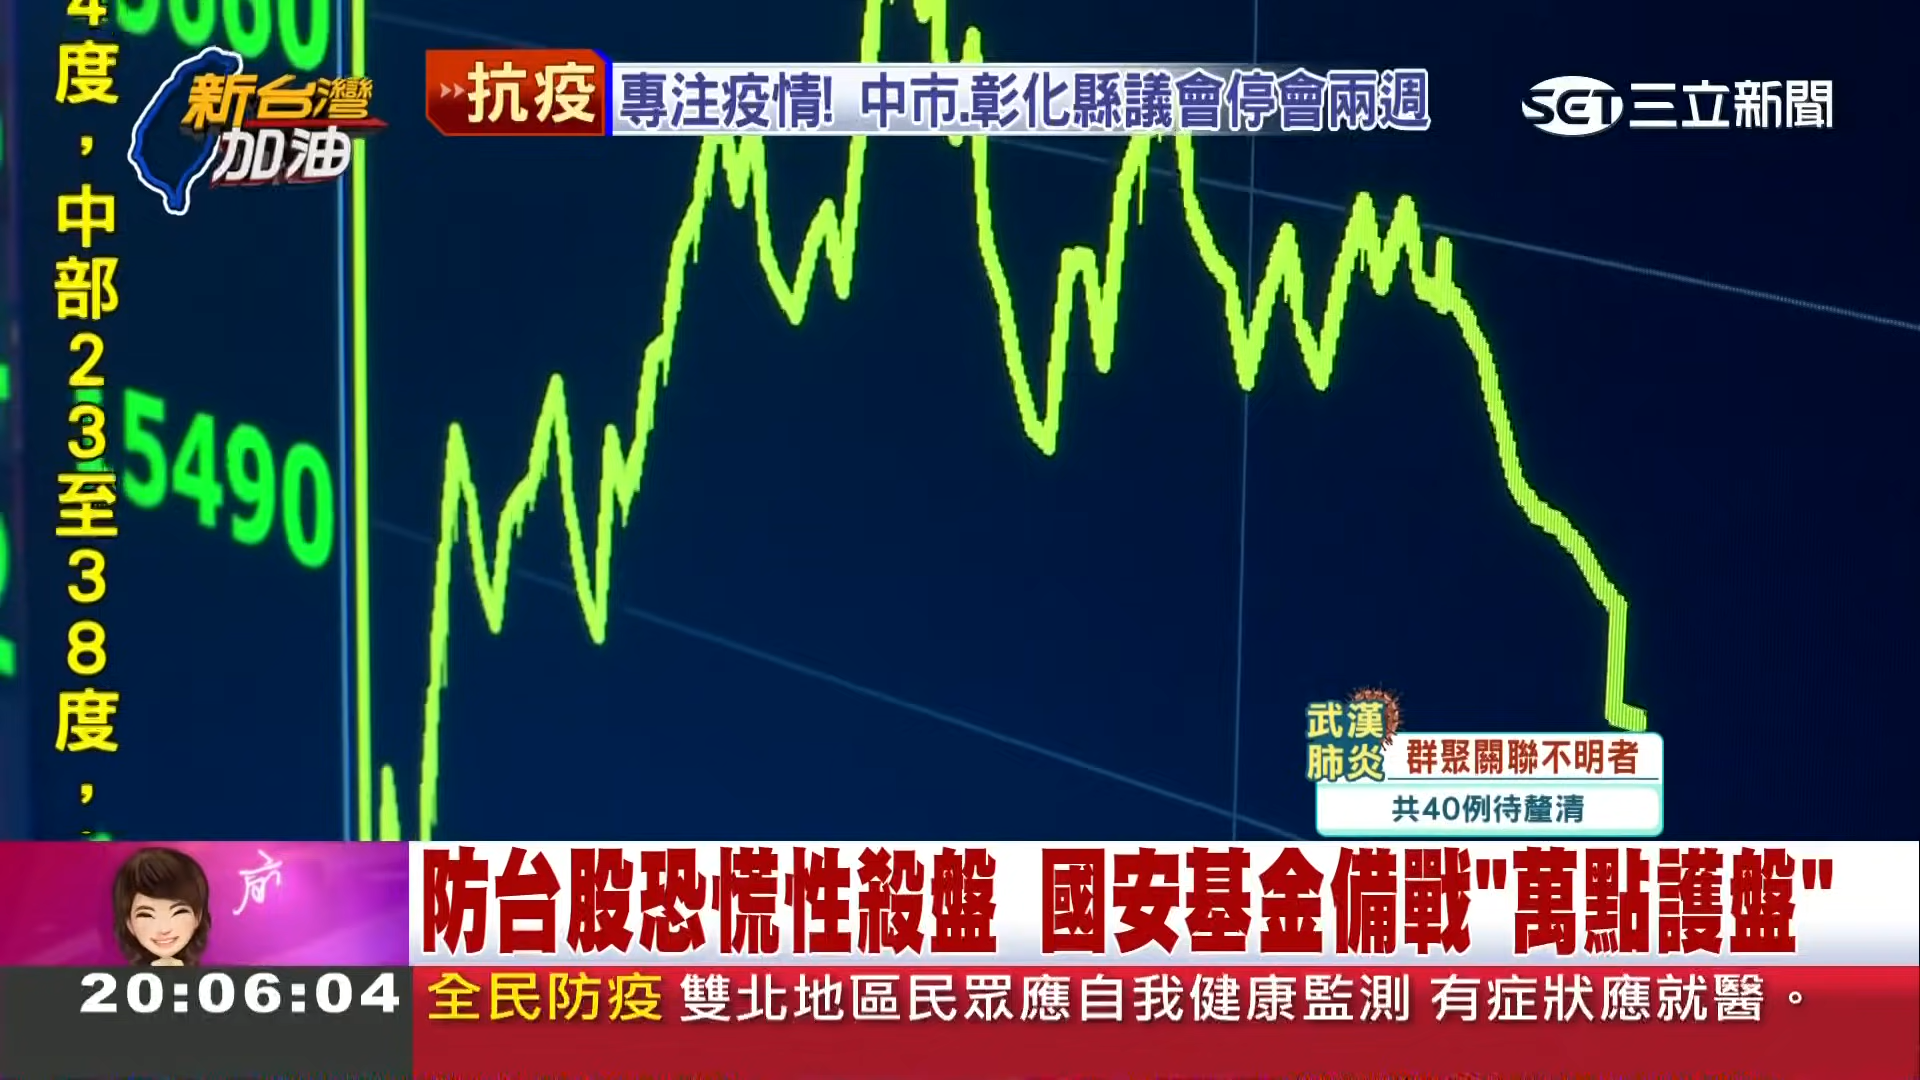 4度，中部23至38度，
5660
5490
新台灣
加油
抗疫
專注疫情! 中市.彰化縣議會停會兩週
SET三立新聞
武漢
肺炎
群聚關聯不明者
共40例待釐清
防台股恐慌性殺盤 國安基金備戰"萬點護盤"
20:06:04
全民防疫 雙北地區民眾應自我健康監測 有症狀應就醫。